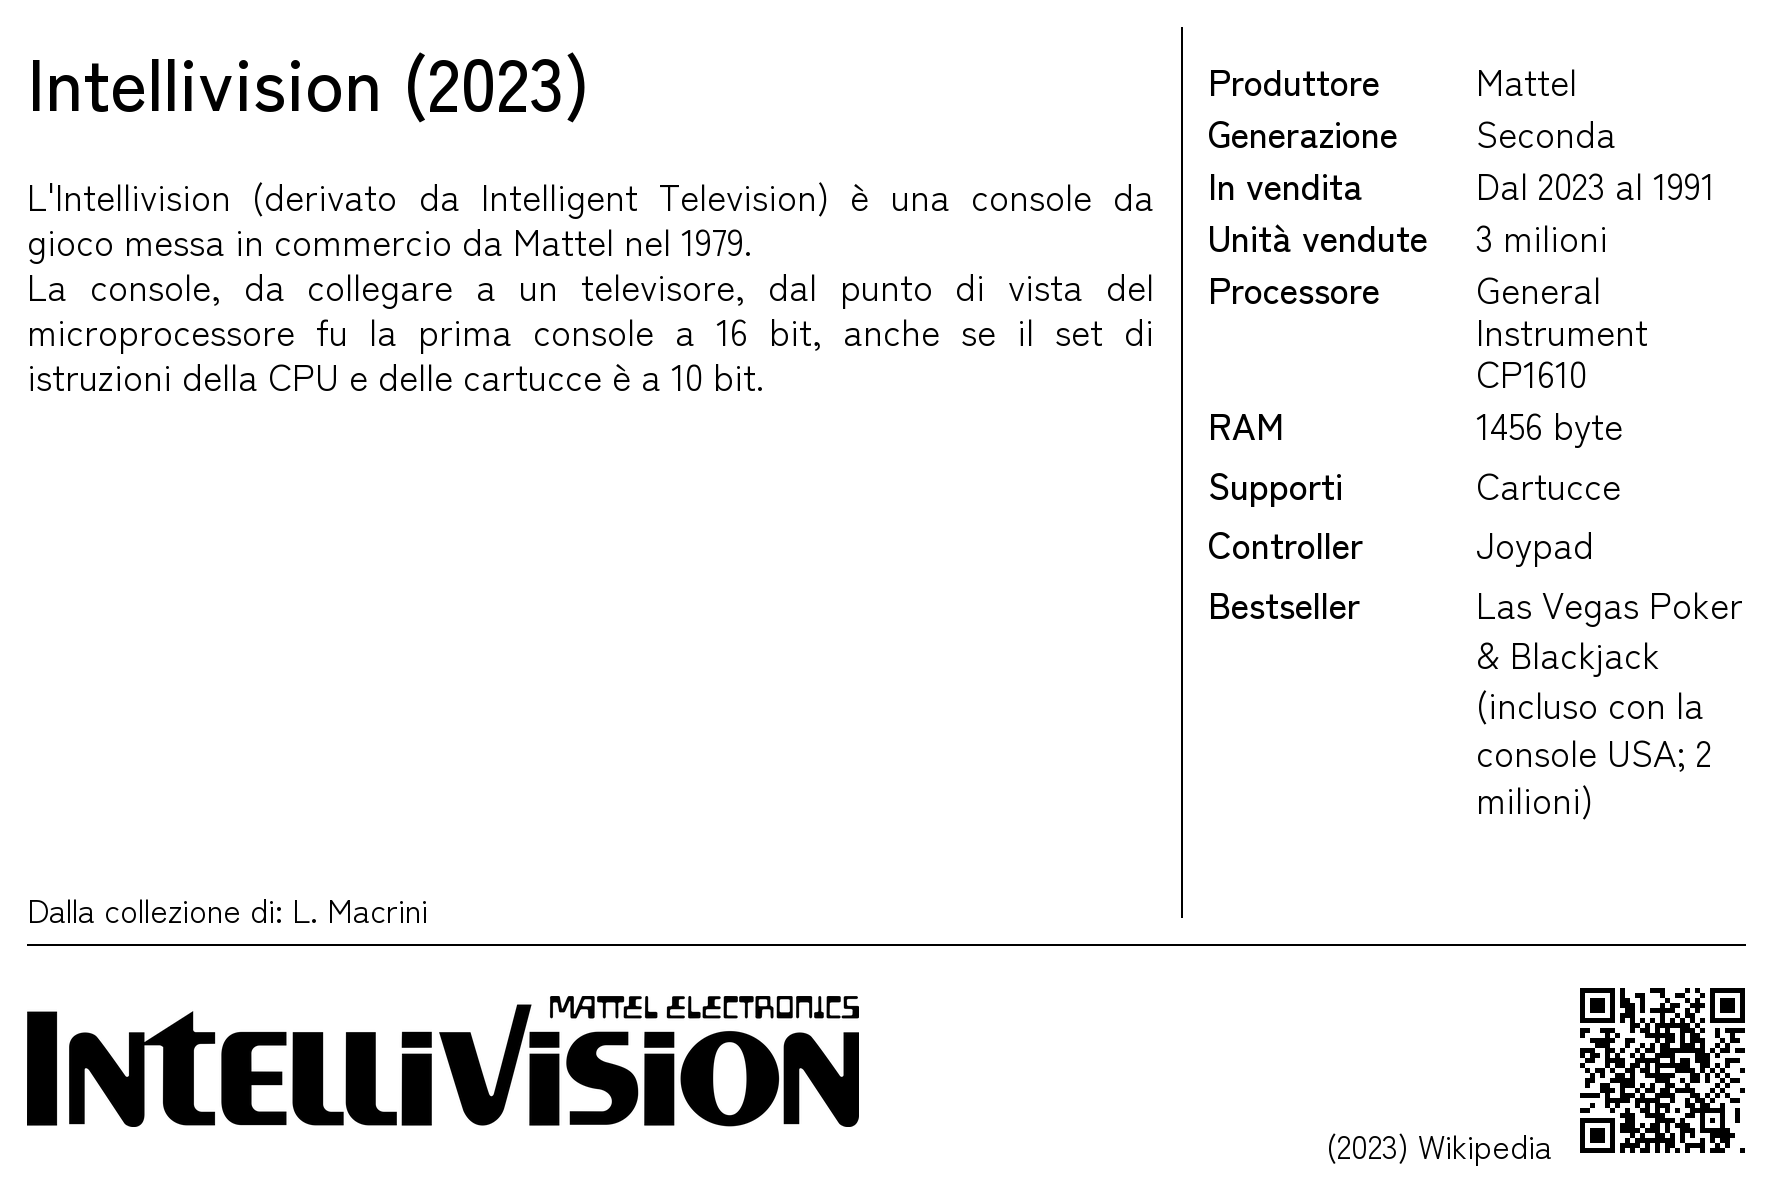 Intellivision (2023)
L'Intellivision (derivato da Intelligent Television) è una console da
gioco messa in commercio da Mattel nel 1979.
La console, da collegare a un televisore, dal punto di vista del
microprocessore fu la prima console a 16 bit, anche se il set di
istruzioni della CPU e delle cartucce è a 10 bit.
Dalla collezione di: L. Macrini
Produttore Mattel
Generazione Seconda
In vendita Dal 2023 al 1991
Unità vendute 3 milioni
Processore General
Instrument
CP1610
RAM 1456 byte
Supporti Cartucce
Controller Joypad
Bestseller Las Vegas Poker
& Blackjack
(incluso con la
console USA; 2
milioni)
MATTEL ELECTRONICS
INTELLIVISION
(2023) Wikipedia